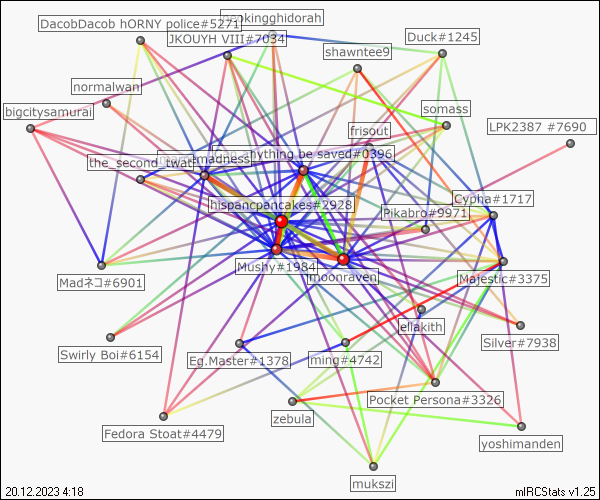 DacobDacob hORNY police#5271
neokingghidorah
JKOUYH VIII#7034
Duck#1245
shawntee9
normalwan
bigcitysamurai
somass
LPK2387 #7690
frisout
anything be saved#0396
the_second_twat
madness
hispancpancakes#2928
Cypha#1717
Pikabro#9971
Mushy#1984
moonraven
Majestic#3375
Madネコ#6901
ellakith
Silver#7938
Swirly Boi#6154
Eg.Master#1378
ming#4742
Pocket Persona#3326
zebula
Fedora Stoat#4479
yoshimanden
mukszi
20.12.2023 4:18
mIRCStats v1.25